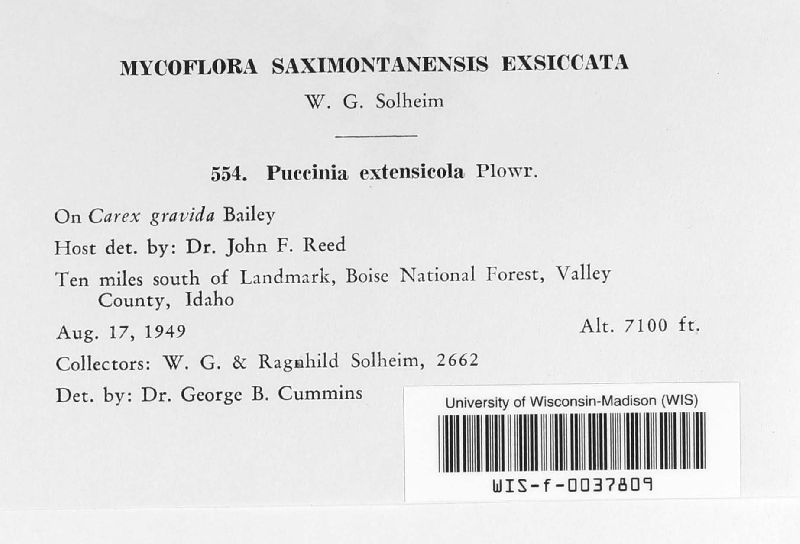 MYCOFLORA SAXIMONTANENSIS EXSICCATA
W. G. Solheim
554. Puccinia extensicola Plowr.
On Carex gravida Bailey
Host det. by: Dr. John F. Reed
Ten miles south of Landmark, Boise National Forest, Valley
County, Idaho
Aug. 17, 1949 Alt. 7100 ft.
Collectors: W. G. & Ragnhild Solheim, 2662
Det. by: Dr. George B. Cummins
University of Wisconsin-Madison (WIS)
WIS-f-0037809